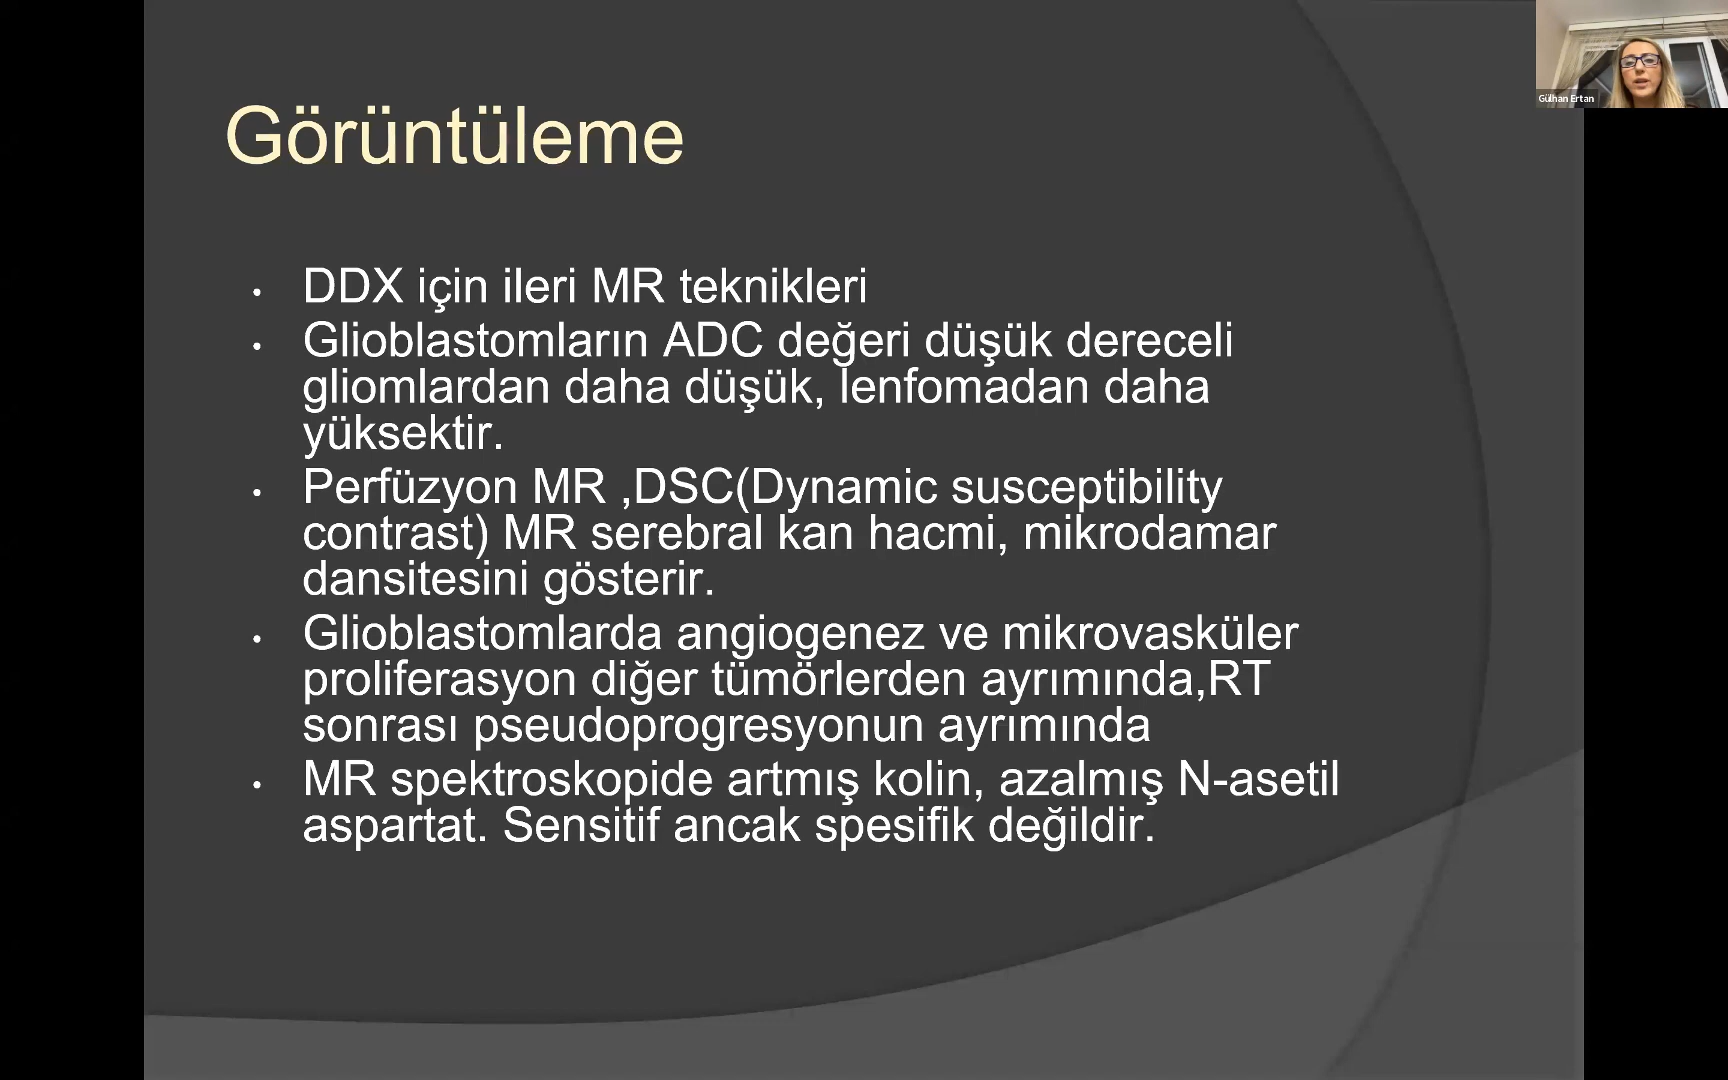 Görüntüleme
• DDX için ileri MR teknikleri
• Glioblastomların ADC değeri düşük dereceli
gliomlardan daha düşük, lenfomadan daha
yüksektir.
• Perfüzyon MR ,DSC(Dynamic susceptibility
contrast) MR serebral kan hacmi, mikrodamar
dansitesini gösterir.
• Glioblastomlarda angiogenez ve mikrovasküler
proliferasyon diğer tümörlerden ayrımında,RT
sonrası pseudoprogresyonun ayrımında
• MR spektroskopide artmış kolin, azalmış N-asetil
aspartat. Sensitif ancak spesifik değildir.
Gülhan Ertan